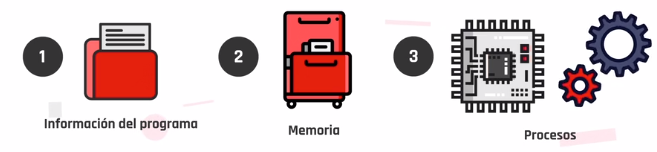 1
Información del programa
2
Memoria
3
Procesos